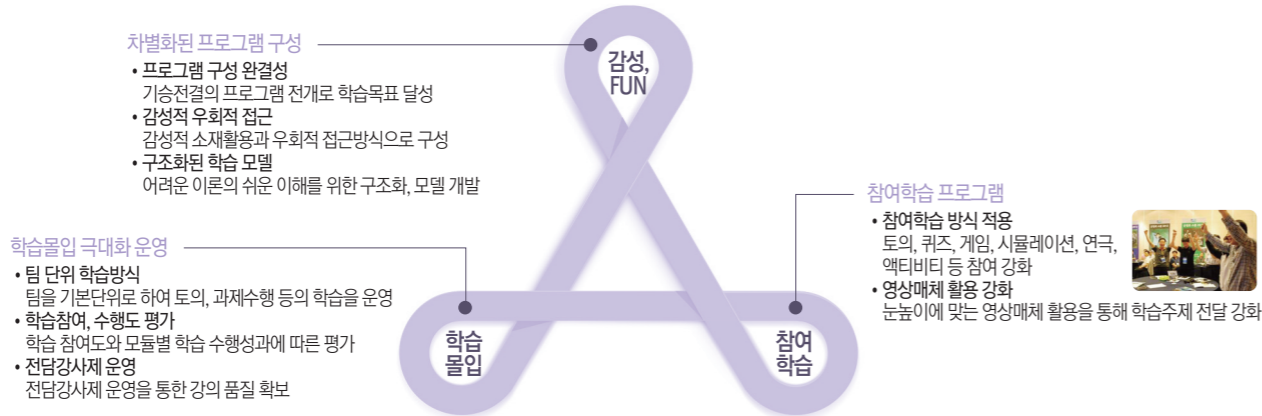 차별화된 프로그램 구성
• 프로그램 구성 완결성
기승전결의 프로그램 전개로 학습목표 달성
• 감성적 우회적 접근
감성적 소재활용과 우회적 접근방식으로 구성
• 구조화된 학습 모델
어려운 이론의 쉬운 이해를 위한 구조화, 모델 개발
감성,
FUN
학습몰입 극대화 운영
• 팀 단위 학습방식
팀을 기본단위로 하여 토의, 과제수행 등의 학습을 운영
• 학습참여, 수행도 평가
학습 참여도와 모듈별 학습 수행성과에 따른 평가
• 전담강사제 운영
전담강사제 운영을 통한 강의 품질 확보
학습
몰입
참여
학습
참여학습 프로그램
• 참여학습 방식 적용
토의, 퀴즈, 게임, 시뮬레이션, 연극,
액티비티 등 참여 강화
• 영상매체 활용 강화
눈높이에 맞는 영상매체 활용을 통해 학습주제 전달 강화